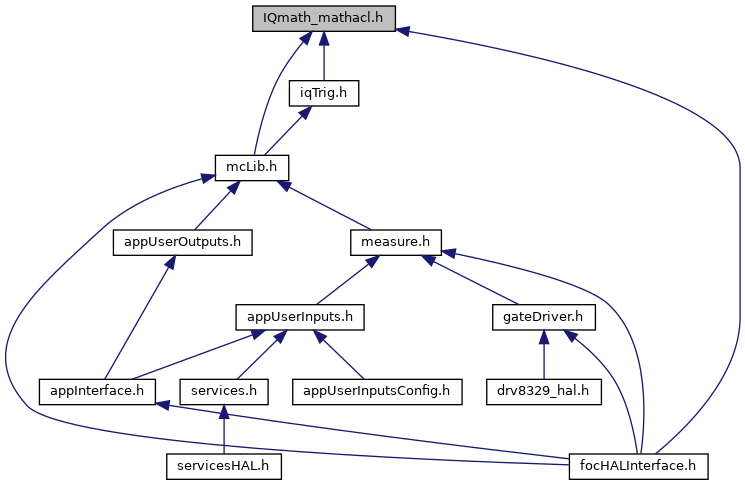 IQmath_mathacl.h
iqTrig.h
mcLib.h
appUserOutputs.h
measure.h
appUserInputs.h
gateDriver.h
appInterface.h
services.h
appUserInputsConfig.h
drv8329_hal.h
servicesHAL.h
focHALInterface.h